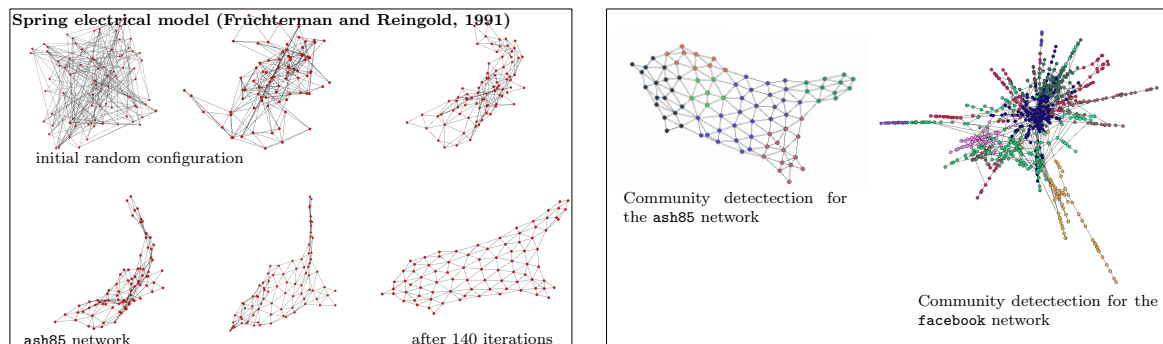 Spring electrical model (Fruchterman and Reingold, 1991)
initial random configuration
ash85 network
after 140 iterations
Community detectection for
the ash85 network
Community detectection for the
facebook network